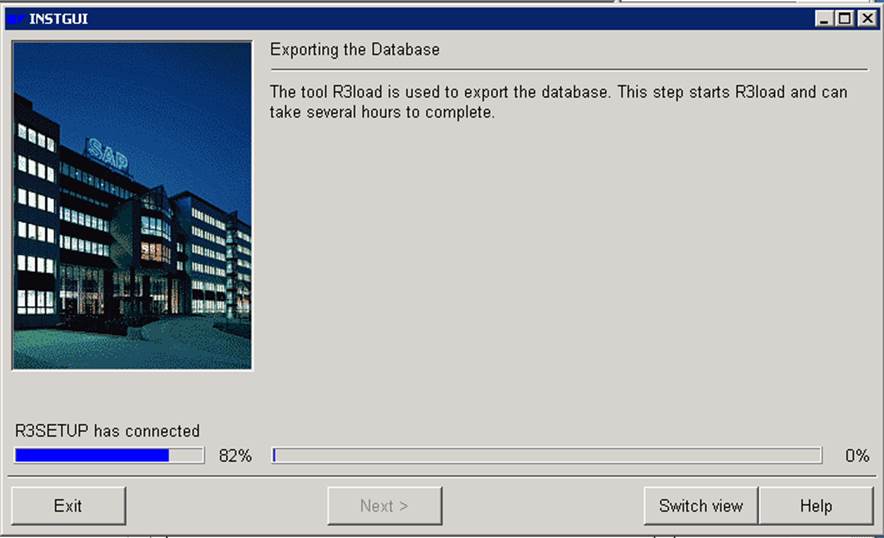 INSTGUI
Exporting the Database
The tool R3load is used to export the database. This step starts R3load and can
take several hours to complete.
SAP
R3SETUP has connected
82%
0%
Exit
Next >
Switch view
Help